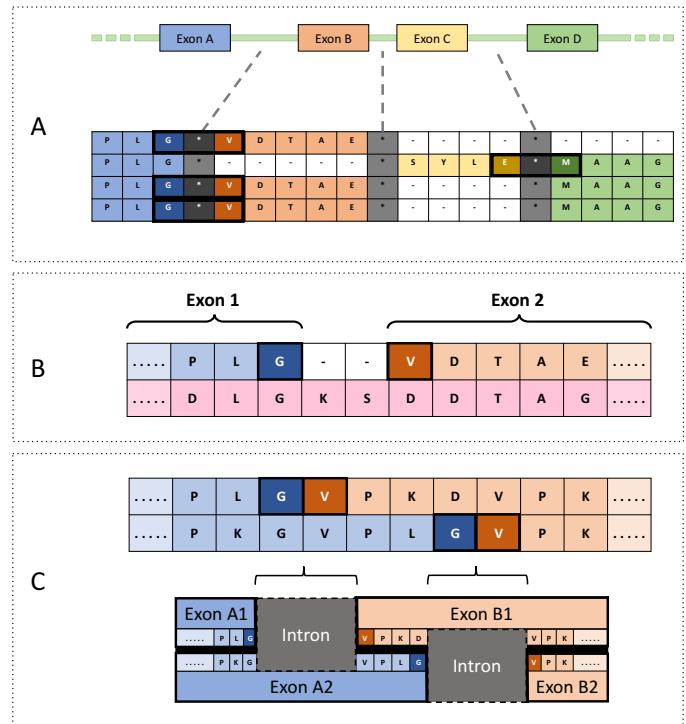 Exon A Exon B Exon C Exon D
A
P L G * V D T A E * - - - - * - - - -
P L G * - - - - - * S Y L E * M A A G
P L G * V D T A E * - - - - * M A A G
P L G * V D T A E * - - - - * M A A G
Exon 1 Exon 2
B
..... P L G - - V D T A E .....
..... D L G K S D D T A G .....
..... P L G V P K D V P K .....
..... P K G V P L G V P K .....
C
Exon A1 Intron Exon B1
..... P L G V P K D V P K .....
..... P K G V P L G Intron V P K .....
Exon A2 Exon B2